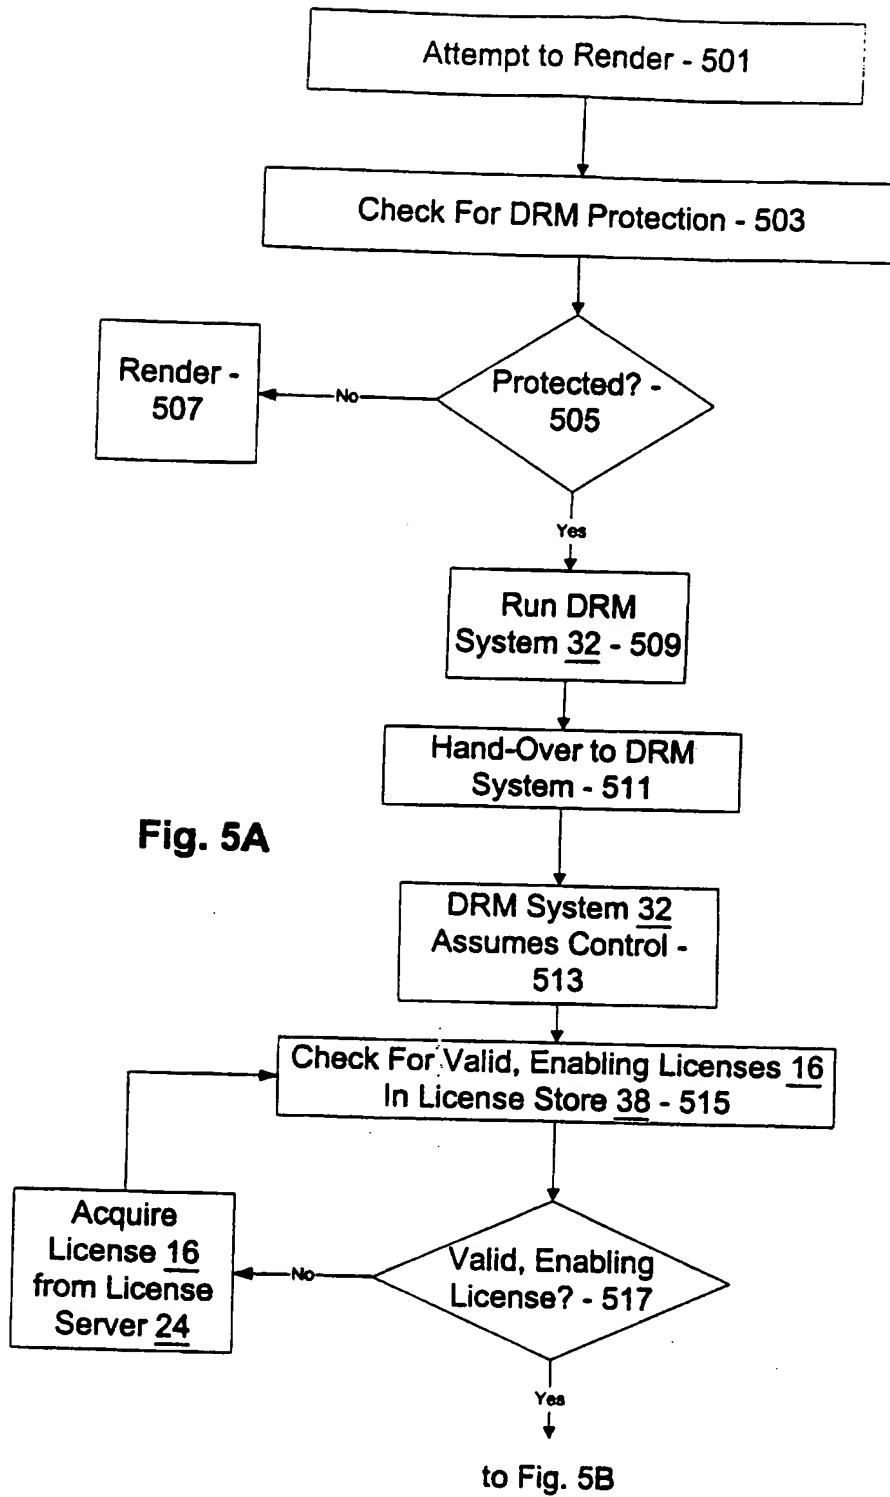 Attempt to Render - 501
Check For DRM Protection - 503
Protected? -
505
No
Render -
507
Yes
Run DRM
System 32 - 509
Hand-Over to DRM
System - 511
Fig. 5A
DRM System 32
Assumes Control -
513
Check For Valid, Enabling Licenses 16
In License Store 38 - 515
Valid, Enabling
License? - 517
No
Acquire
License 16
from License
Server 24
Yes
to Fig. 5B